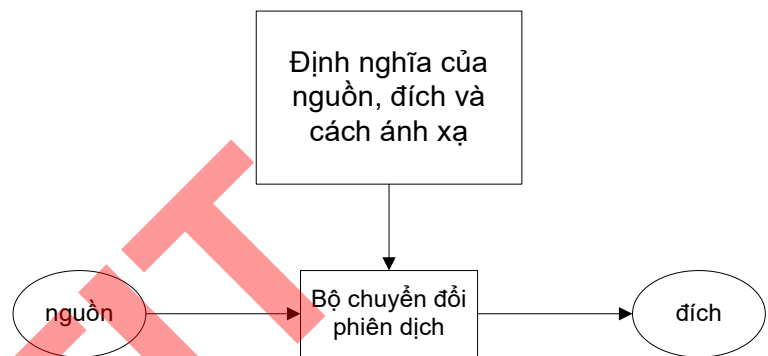 Định nghĩa của
nguồn, đích và
cách ánh xạ
nguồn
Bộ chuyển đổi
phiên dịch
đích